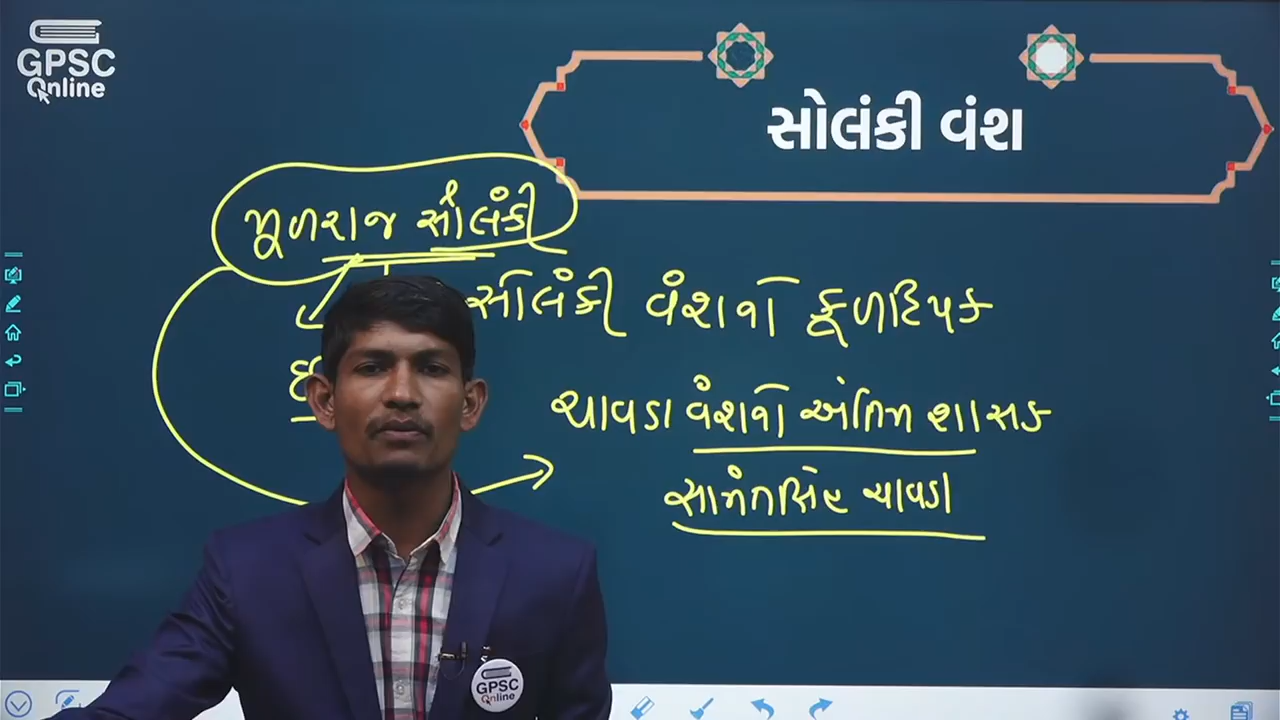 GPSC
Online
સોલંકી વંશ
મૂળરાજ સોલંકી
સોલંકી વંશનો કૂળદિપક
ચાવડા વંશનો અંતિમ શાસક
સામંતસિંહ ચાવડા
GPSC
Online